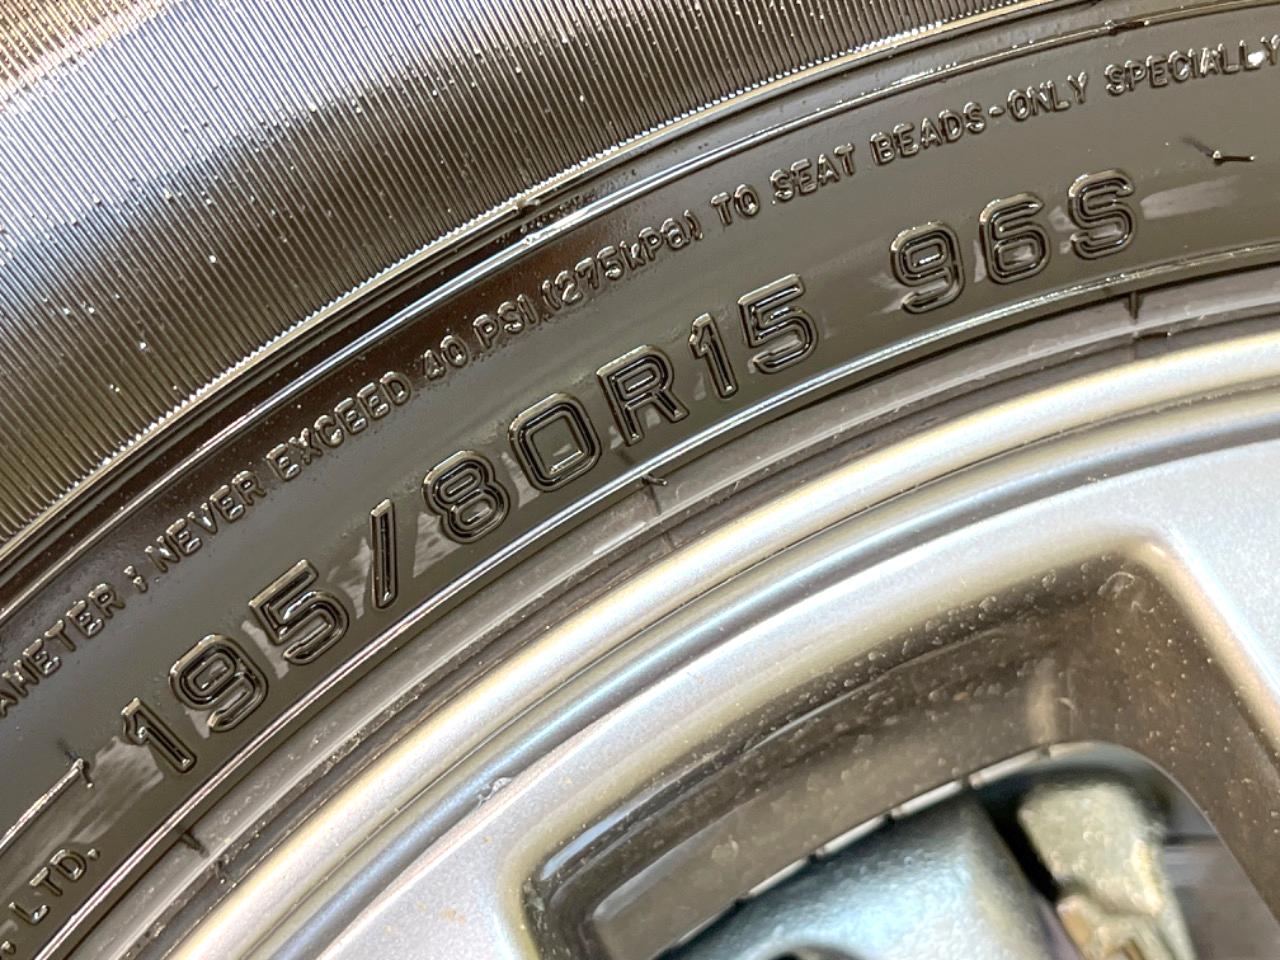 AMETER ; NEVER EXCEED 40 PSI (275kPa) TO SEAT BEADS-ONLY SPECIALLY
195/80R15 96S
LTD.